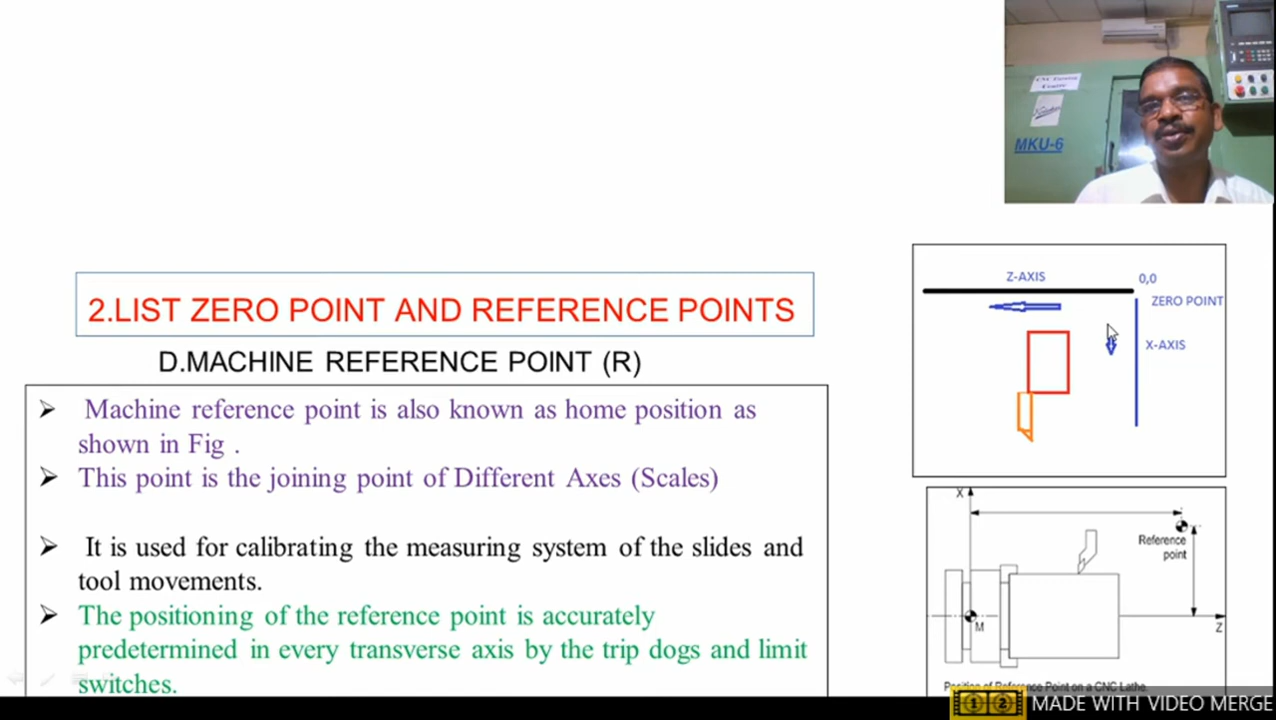 MKU-6
2.LIST ZERO POINT AND REFERENCE POINTS
D.MACHINE REFERENCE POINT (R)
➢ Machine reference point is also known as home position as
shown in Fig .
➢ This point is the joining point of Different Axes (Scales)
➢ It is used for calibrating the measuring system of the slides and
tool movements.
➢ The positioning of the reference point is accurately
predetermined in every transverse axis by the trip dogs and limit
switches.
Z-AXIS
0,0
ZERO POINT
X-AXIS
X
Reference
point
M
Z
Position of Reference Point on a CNC Lathe.
1 2 MADE WITH VIDEO MERGE